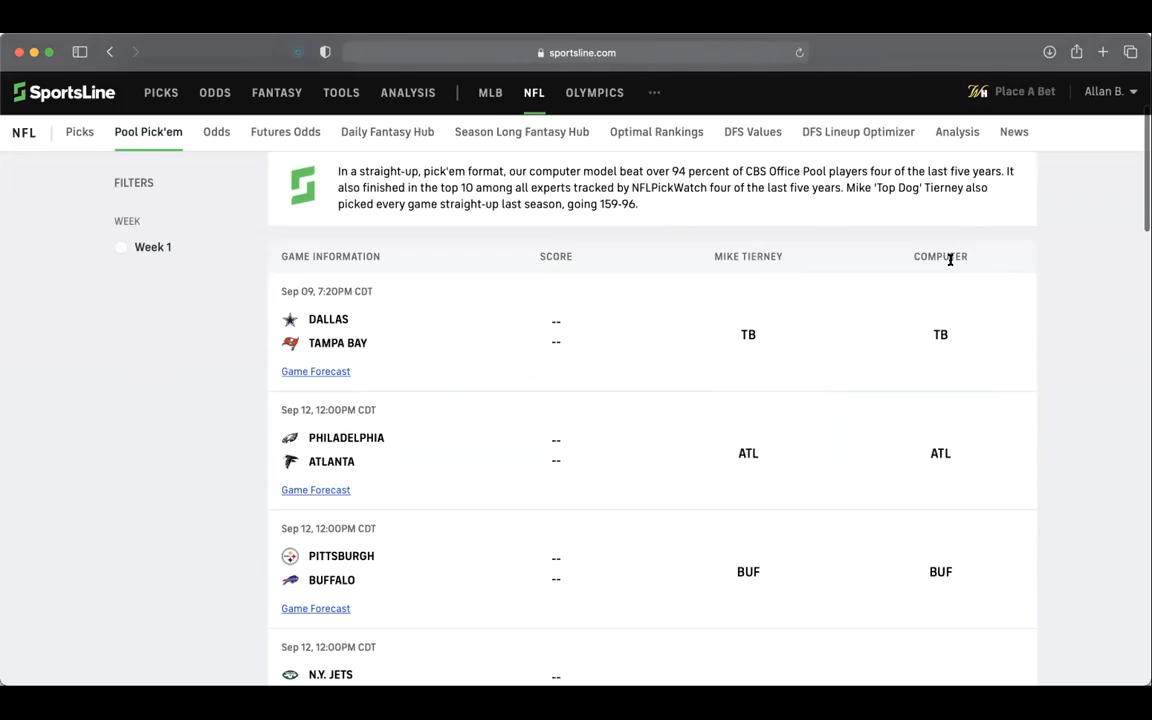 sportsline.com
SportsLine PICKS ODDS FANTASY TOOLS ANALYSIS | MLB NFL OLYMPICS ••• WH Place A Bet Allan B.
NFL Picks Pool Pick'em Odds Futures Odds Daily Fantasy Hub Season Long Fantasy Hub Optimal Rankings DFS Values DFS Lineup Optimizer Analysis News
FILTERS
WEEK
Week 1
In a straight-up, pick'em format, our computer model beat over 94 percent of CBS Office Pool players four of the last five years. It
also finished in the top 10 among all experts tracked by NFLPickWatch four of the last five years. Mike 'Top Dog' Tierney also
picked every game straight-up last season, going 159-96.
GAME INFORMATION SCORE MIKE TIERNEY COMPUTER
Sep 09, 7:20PM CDT
DALLAS --
TB TB
TAMPA BAY --
Game Forecast
Sep 12, 12:00PM CDT
PHILADELPHIA --
ATL ATL
ATLANTA --
Game Forecast
Sep 12, 12:00PM CDT
PITTSBURGH --
BUF BUF
BUFFALO --
Game Forecast
Sep 12, 12:00PM CDT
N.Y. JETS --